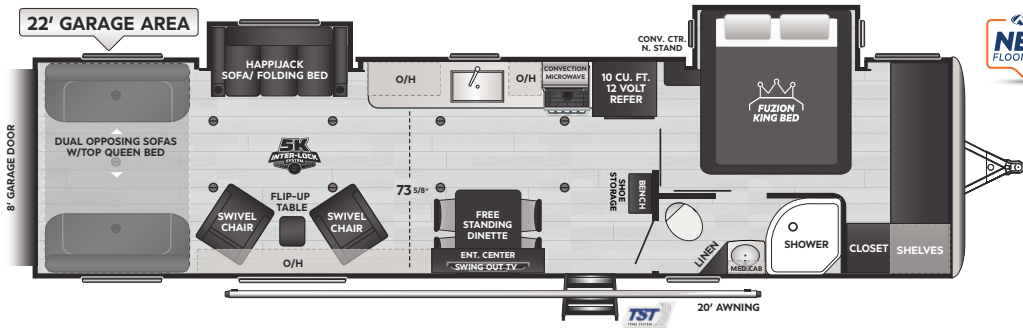 22' GARAGE AREA
HAPPIJACK
SOFA/ FOLDING BED
O/H
O/H
CONVECTION
MICROWAVE
10 CU. FT.
12 VOLT
REFER
CONV. CTR.
N. STAND
FUZION
KING BED
NE
FLOOR
8' GARAGE DOOR
DUAL OPPOSING SOFAS
W/TOP QUEEN BED
5K
INTER-LOCK
SYSTEM
73 5/8"
SWIVEL
CHAIR
FLIP-UP
TABLE
SWIVEL
CHAIR
O/H
FREE
STANDING
DINETTE
ENT. CENTER
SWING OUT TV
SHOE
STORAGE
BENCH
LINEN
MED.CAB
SHOWER
CLOSET
SHELVES
TST
TPMS SYSTEM
20' AWNING